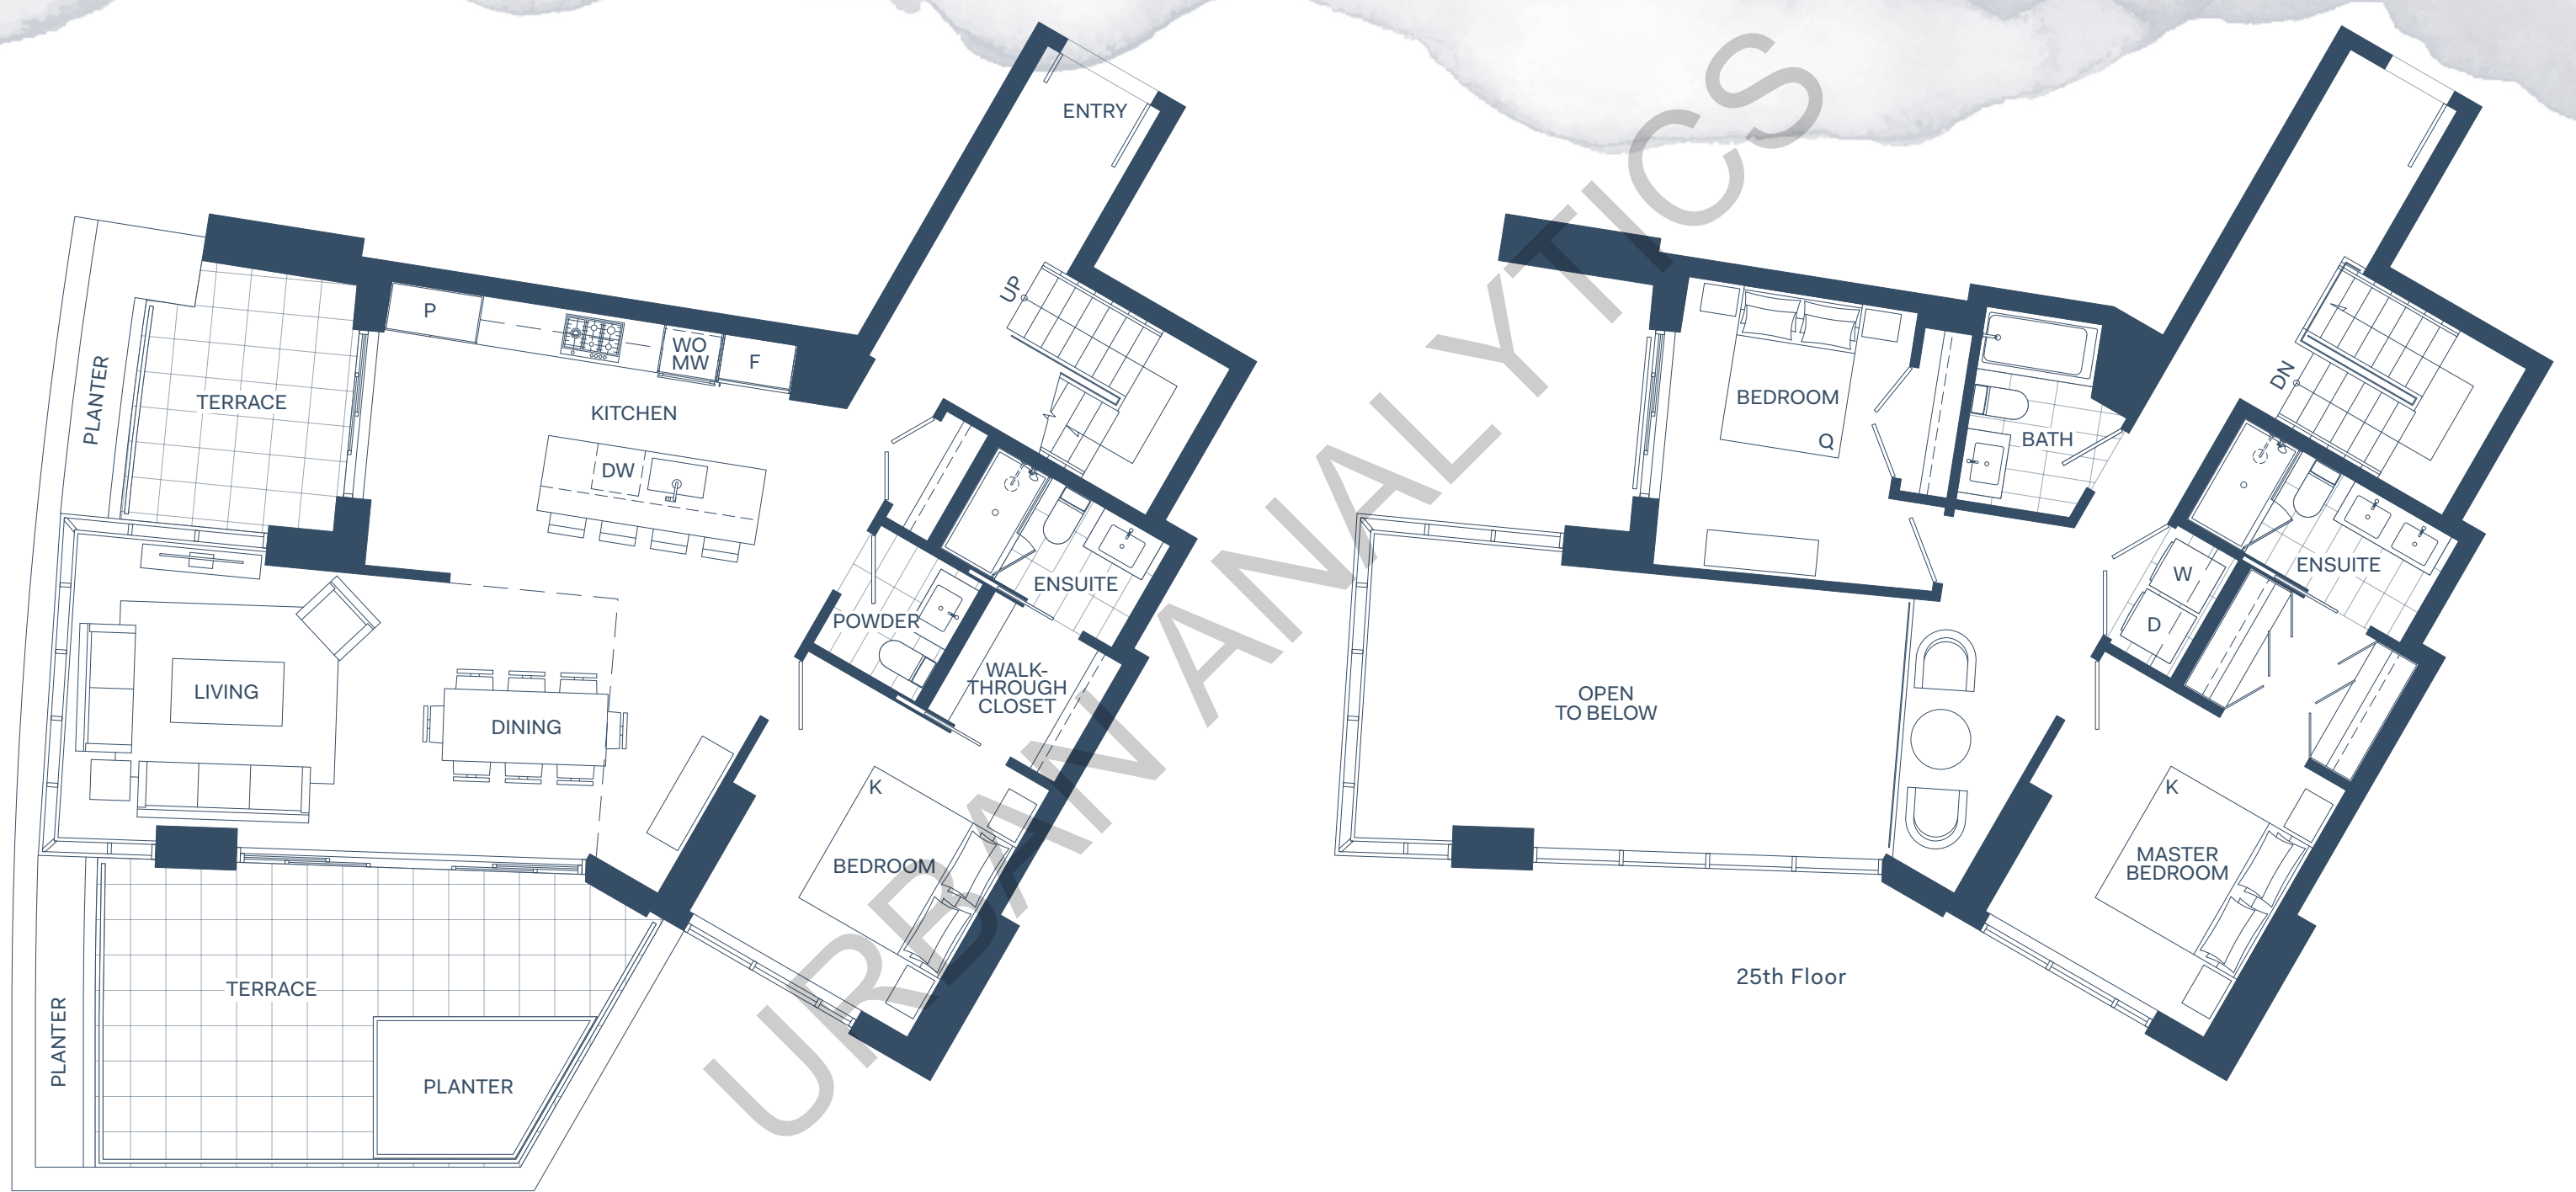 ENTRY
UP
P
WO
MW
F
PLANTER
TERRACE
KITCHEN
DW
ENSUITE
POWDER
WALK-
THROUGH
CLOSET
LIVING
DINING
K
BEDROOM
TERRACE
PLANTER
PLANTER
BEDROOM
Q
BATH
DN
W
D
ENSUITE
OPEN
TO BELOW
K
MASTER
BEDROOM
25th Floor
URBAN ANALYTICS